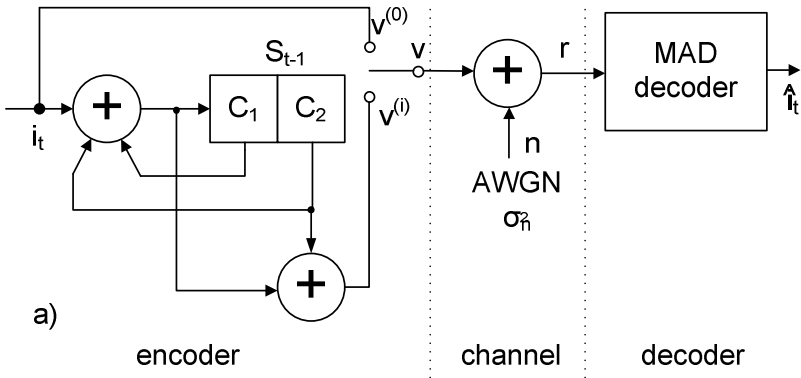 v(0)
St-1
v
r
MAD
decoder
+
C1
C2
+
it
v(i)
n
ît
AWGN
σn2
+
a)
encoder
channel
decoder